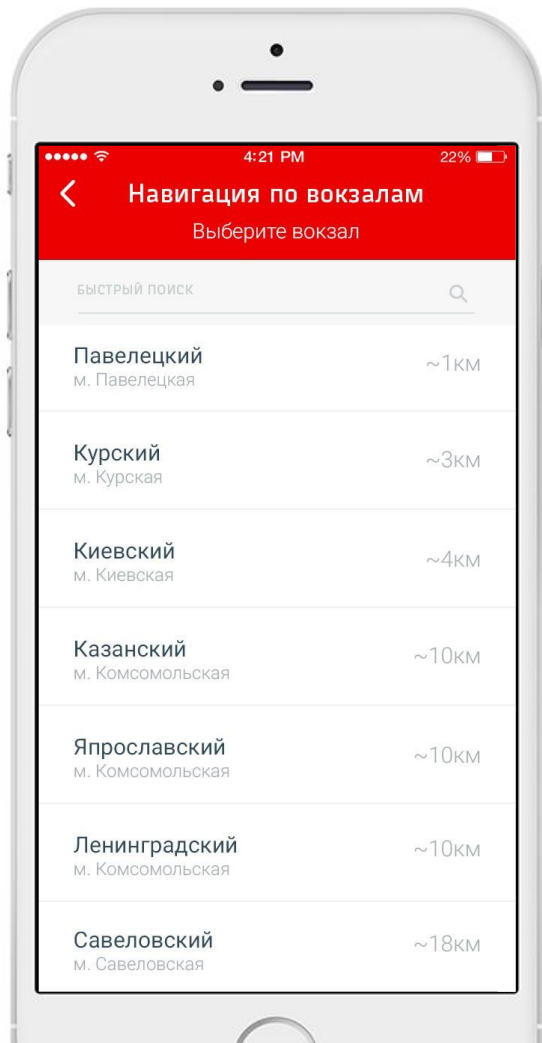 4:21 PM
22%
Навигация по вокзалам
Выберите вокзал
БЫСТРЫЙ ПОИСК
Павелецкий
~1км
м. Павелецкая
Курский
~3км
м. Курская
Киевский
~4км
м. Киевская
Казанский
~10км
м. Комсомольская
Япрославский
~10км
м. Комсомольская
Ленинградский
~10км
м. Комсомольская
Савеловский
~18км
м. Савеловская